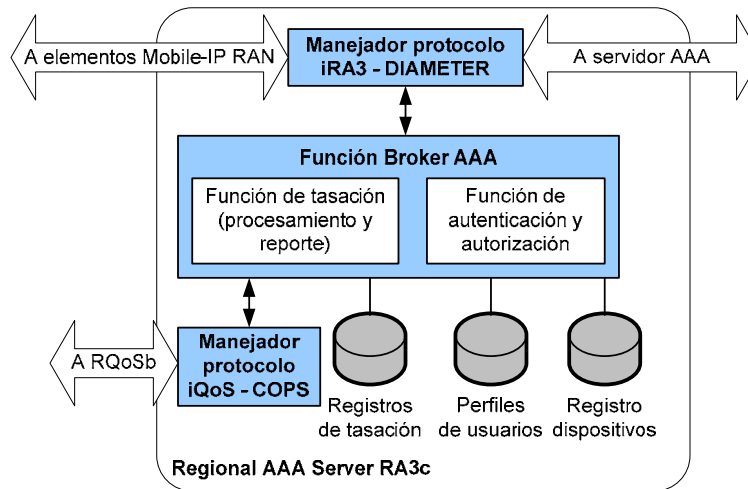 A elementos Mobile-IP RAN
Manejador protocolo
iRA3 - DIAMETER
A servidor AAA
Función Broker AAA
Función de tasación
(procesamiento y
reporte)
Función de
autenticación y
autorización
A RQoSb
Manejador
protocolo
iQoS - COPS
Registros
de tasación
Perfiles
de usuarios
Registro
dispositivos
Regional AAA Server RA3c